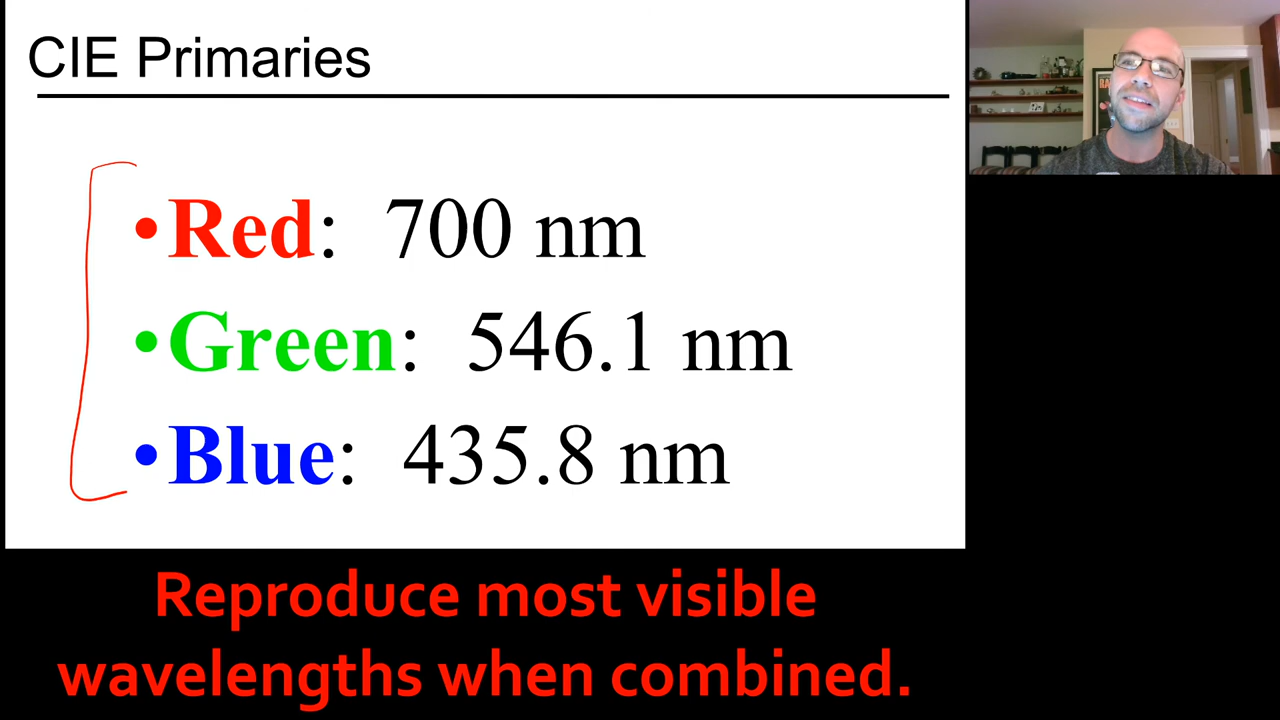 CIE Primaries
•Red: 700 nm
•Green: 546.1 nm
•Blue: 435.8 nm
Reproduce most visible
wavelengths when combined.